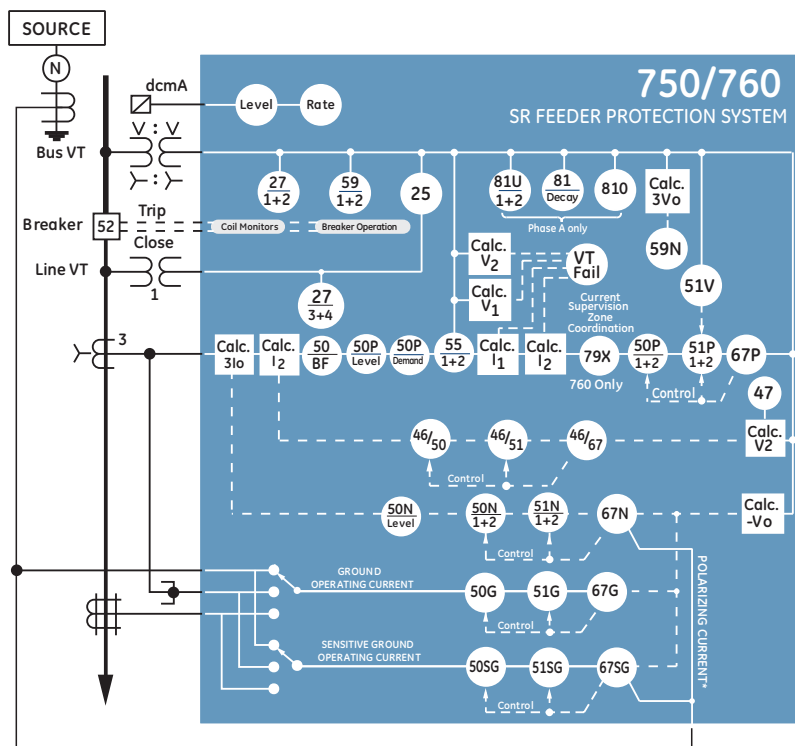 SOURCE
N
750/760
SR FEEDER PROTECTION SYSTEM
dcmA
Level
Rate
V : V
Bus VT
Y : Y
27
1+2
59
1+2
25
81U
1+2
81
Decay
810
Phase A only
Calc.
3Vo
59N
51V
Breaker
52
Trip
Close
Coil Monitors
Breaker Operation
Line VT
1
27
3+4
Calc.
V2
Calc.
V1
VT
Fail
Current
Supervision
Zone
Coordination
3
Calc.
3Io
Calc.
I2
50
BF
50P
Level
50P
Demand
55
1+2
Calc.
I1
Calc.
I2
79X
760 Only
50P
1+2
51P
1+2
67P
Control
47
46/50
46/51
46/67
Control
Calc.
V2
50N
Level
50N
1+2
51N
1+2
67N
Control
Calc.
-Vo
GROUND
OPERATING CURRENT
50G
51G
67G
Control
SENSITIVE GROUND
OPERATING CURRENT
50SG
51SG
67SG
Control
POLARIZING CURRENT*